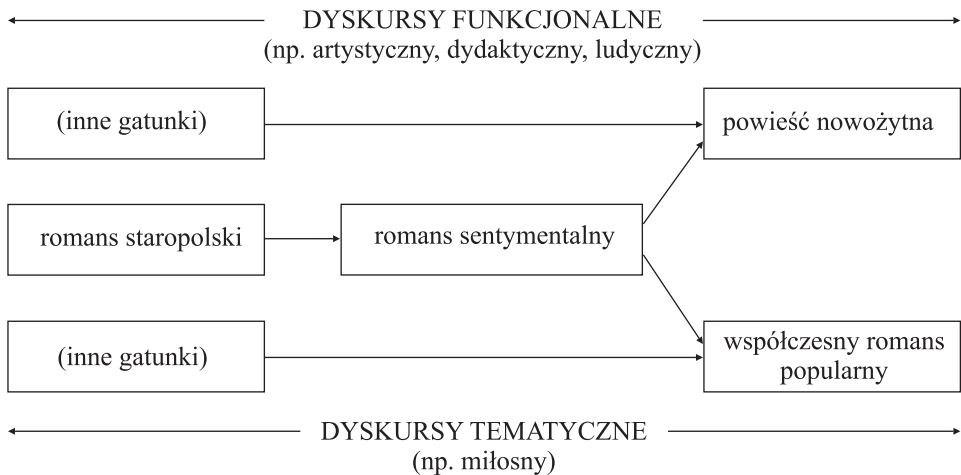 DYSKURSY FUNKCJONALNE
(np. artystyczny, dydaktyczny, ludyczny)
(inne gatunki)
powieść nowożytna
romans staropolski
romans sentymentalny
(inne gatunki)
współczesny romans
popularny
DYSKURSY TEMATYCZNE
(np. miłosny)